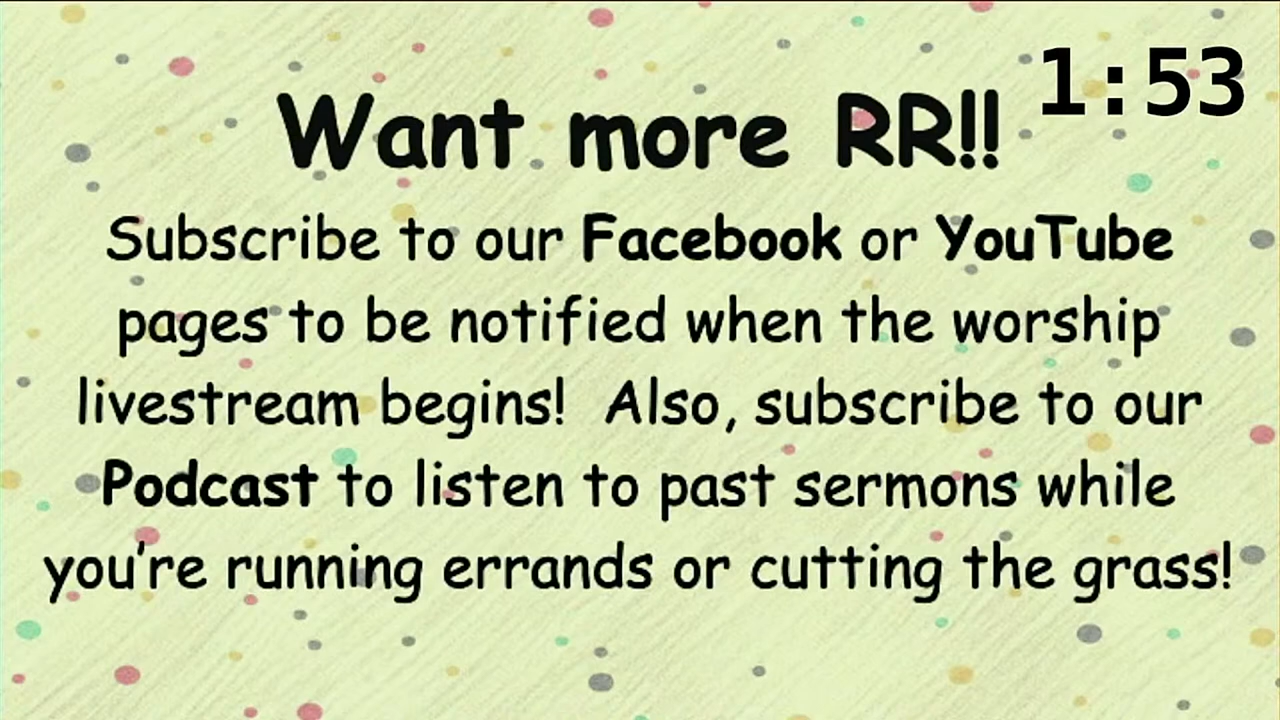 1:53
Want more RR!!
Subscribe to our Facebook or YouTube
pages to be notified when the worship
livestream begins!  Also, subscribe to our
Podcast to listen to past sermons while
you’re running errands or cutting the grass!